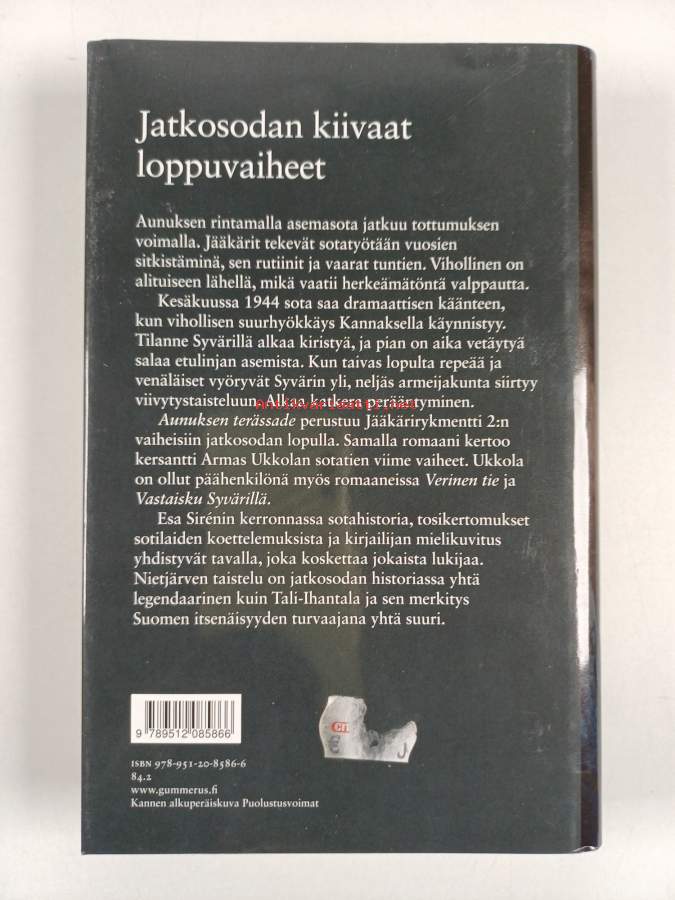 Jatkosodan kiivaat
loppuvaiheet
Aunuksen rintamalla asemasota jatkuu tottumuksen
voimalla. Jääkärit tekevät sotatyötään vuosien
sitkistäminä, sen rutiinit ja vaarat tuntien. Vihollinen on
alituiseen lähellä, mikä vaatii herkeämätöntä valppautta.
Kesäkuussa 1944 sota saa dramaattisen käänteen,
kun vihollisen suurhyökkäys Kannaksella käynnistyy.
Tilanne Syvärillä alkaa kiristyä, ja pian on aika vetäytyä
salaa etulinjan asemista. Kun taivas lopulta repeää ja
venäläiset vyöryvät Syvärin yli, neljäs armeijakunta siirtyy
viivytystaisteluun. Alkaa katkera perääntyminen.
Aunuksen terässade perustuu Jääkärirykmentti 2:n
vaiheisiin jatkosodan lopulla. Samalla romaani kertoo
kersantti Armas Ukkolan sotatien viime vaiheet. Ukkola
on ollut päähenkilönä myös romaaneissa Verinen tie ja
Vastaisku Syvärillä.
Esa Sirénin kerronnassa sotahistoria, tosikertomukset
sotilaiden koettelemuksista ja kirjailijan mielikuvitus
yhdistyvät tavalla, joka koskettaa jokaista lukijaa.
Nietjärven taistelu on jatkosodan historiassa yhtä
legendaarinen kuin Tali-Ihantala ja sen merkitys
Suomen itsenäisyyden turvaajana yhtä suuri.
9 789512 085866
ISBN 978-951-20-8586-6
84.2
www.gummerus.fi
Kannen alkuperäiskuva Puolustusvoimat